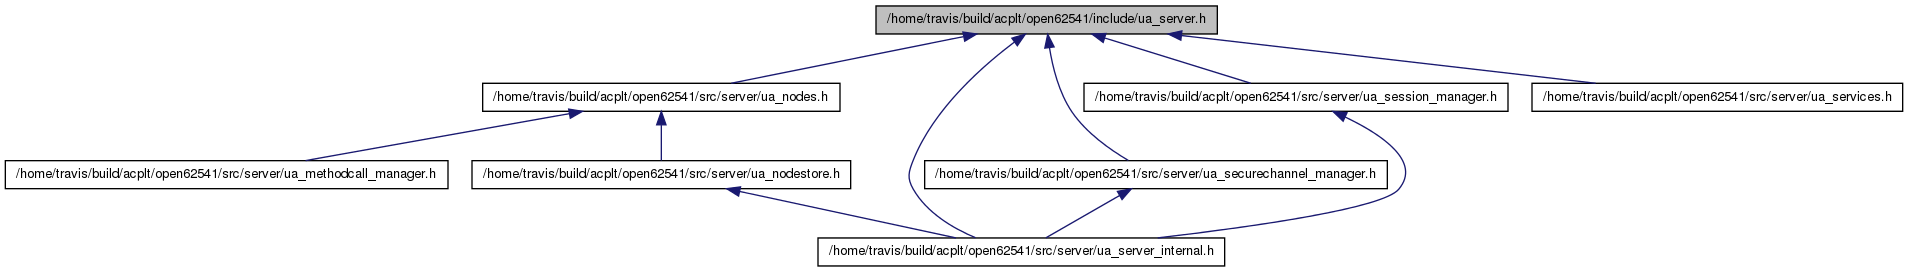 /home/travis/build/acplt/open62541/include/ua_server.h
/home/travis/build/acplt/open62541/src/server/ua_nodes.h
/home/travis/build/acplt/open62541/src/server/ua_session_manager.h
/home/travis/build/acplt/open62541/src/server/ua_services.h
/home/travis/build/acplt/open62541/src/server/ua_methodcall_manager.h
/home/travis/build/acplt/open62541/src/server/ua_nodestore.h
/home/travis/build/acplt/open62541/src/server/ua_securechannel_manager.h
/home/travis/build/acplt/open62541/src/server/ua_server_internal.h